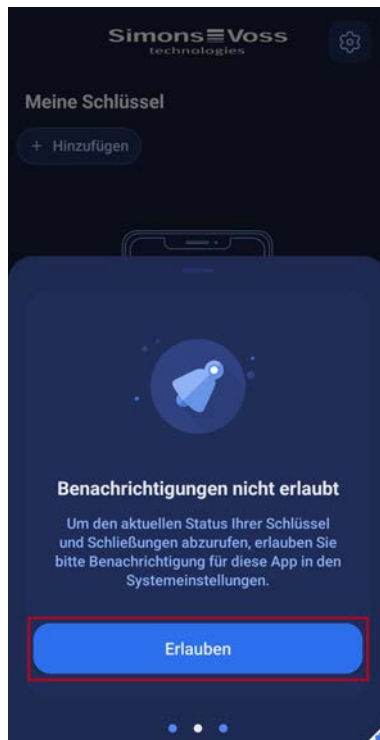 Simons Voss
technologies
Meine Schlüssel
+ Hinzufügen
Benachrichtigungen nicht erlaubt
Um den aktuellen Status Ihrer Schlüssel
und Schließungen abzurufen, erlauben Sie
bitte Benachrichtigung für diese App in den
Systemeinstellungen.
Erlauben